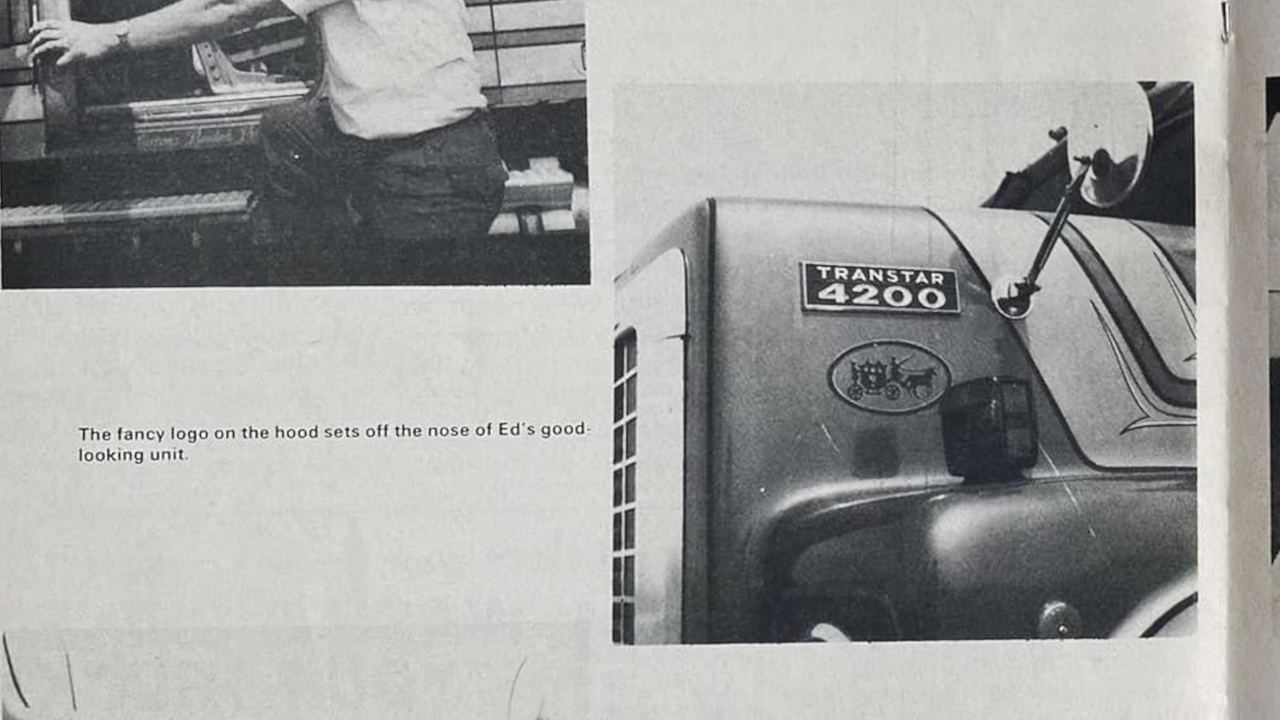 TRANSTAR
4200
The fancy logo on the hood sets off the nose of Ed's good-
looking unit.